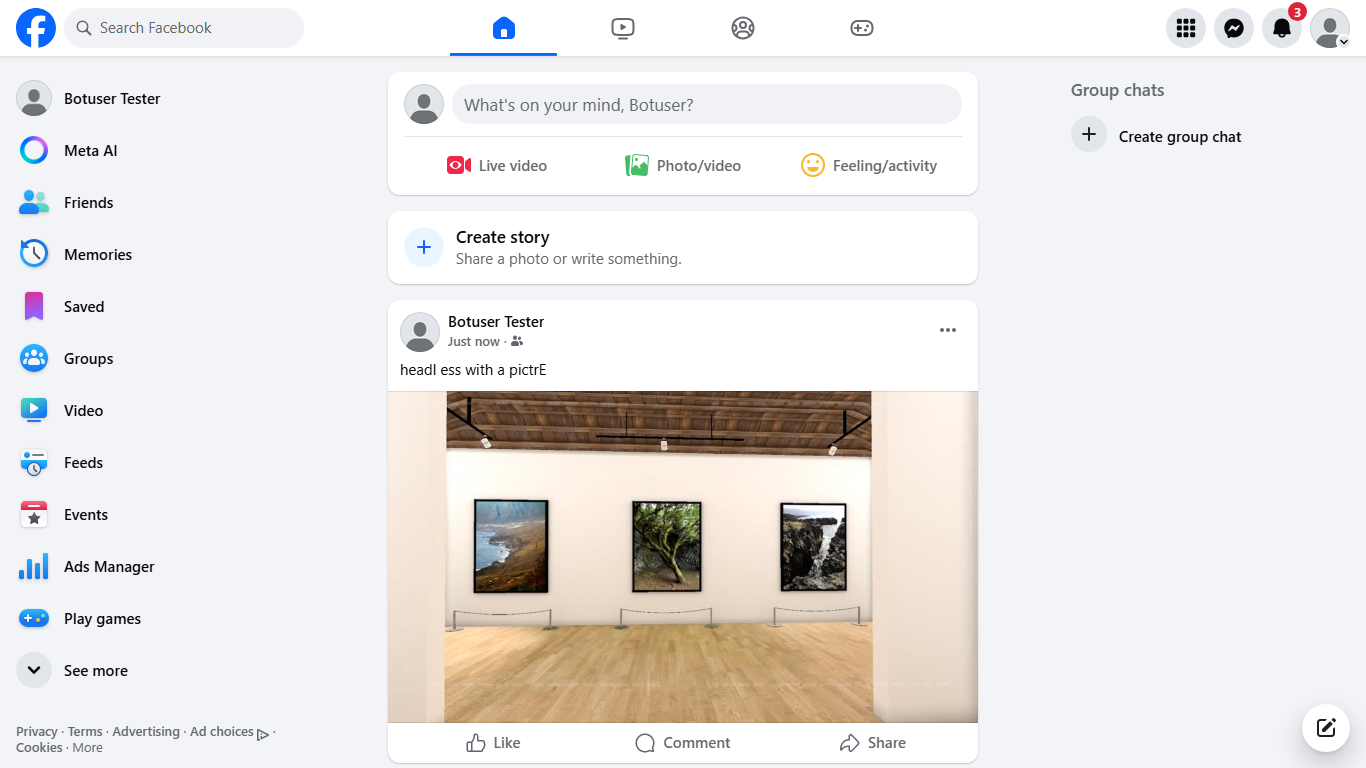 Search Facebook
3
Botuser Tester
Meta AI
Friends
Memories
Saved
Groups
Video
Feeds
Events
Ads Manager
Play games
See more
Privacy · Terms · Advertising · Ad choices ·
Cookies · More
What's on your mind, Botuser?
Live video
Photo/video
Feeling/activity
Create story
Share a photo or write something.
Botuser Tester
Just now ·
headl ess with a pictrE
Like
Comment
Share
Group chats
Create group chat